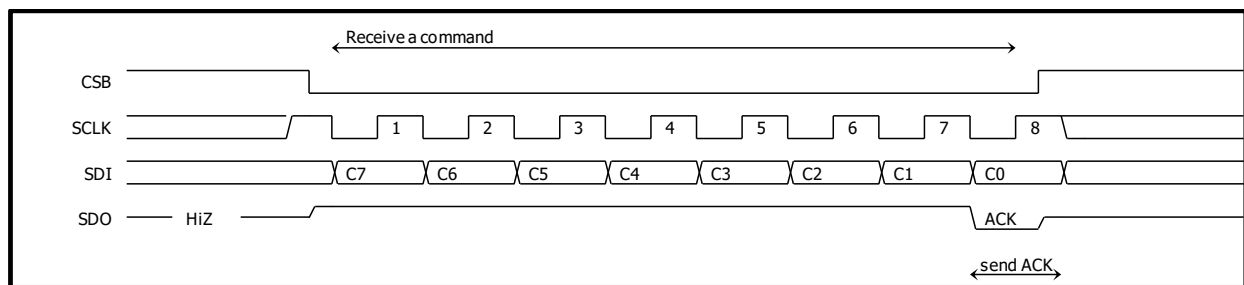 Receive a command
CSB
SCLK 1 2 3 4 5 6 7 8
SDI C7 C6 C5 C4 C3 C2 C1 C0
SDO HiZ ACK
send ACK